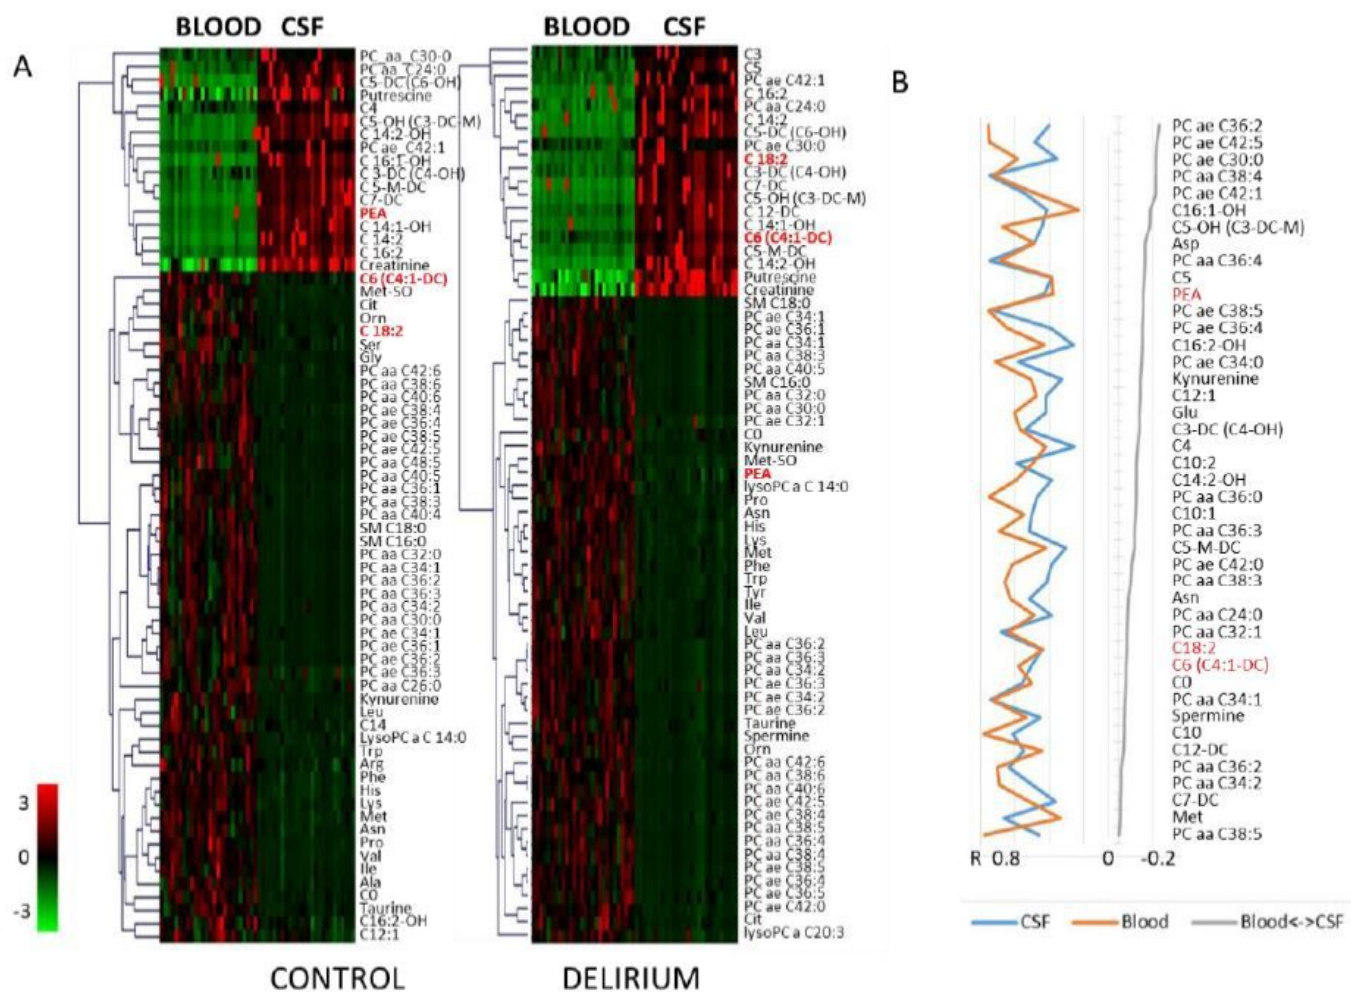 A
BLOOD CSF
PC_aa_C30-0
PC aa_C24:0
C5-DC (C6-OH)
Putrescine
C4
C5-OH (C3-DC-M)
C 14:2-OH
PC ae_C42:1
C 16:1-OH
C 3-DC (C4-OH)
C 5-M-DC
C7-DC
PEA
C 14:1-OH
C 14:2
C 16:2
Creatinine
C6 (C4:1-DC)
Met-SO
Cit
Orn
C 18:2
Ser
Gly
PC aa C42:6
PC aa C38:6
PC aa C40:6
PC ae C38:4
PC ae C36:4
PC ae C38:5
PC ae C42:5
PC aa C48:5
PC aa C40:5
PC aa C36:1
PC aa C38:3
PC aa C40:4
SM C18:0
SM C16:0
PC aa C32:0
PC aa C34:1
PC aa C36:2
PC aa C36:3
PC aa C34:2
PC aa C30:0
PC ae C34:1
PC ae C36:1
PC ae C36:2
PC ae C36:3
PC aa C26:0
Kynurenine
Leu
C14
LysoPC a C 14:0
Trp
Arg
Phe
His
Lys
Met
Asn
Pro
Val
Ile
Ala
C0
Taurine
C16:2-OH
C12:1
3
0
-3
CONTROL
BLOOD CSF
C3
C5
PC ae C42:1
C 16:2
PC aa C24:0
C 14:2
C5-DC (C6-OH)
PC ae C30:0
C 18:2
C3-DC (C4-OH)
C7-DC
C5-OH (C3-DC-M)
C 12-DC
C 14:1-OH
C6 (C4:1-DC)
C5-M-DC
C 14:2-OH
Putrescine
Creatinine
SM C18:0
PC ae C34:1
PC ae C36:1
PC aa C34:1
PC aa C38:3
PC aa C40:5
SM C16:0
PC aa C32:0
PC aa C30:0
PC ae C32:1
C0
Kynurenine
Met-SO
PEA
lysoPC a C 14:0
Pro
Asn
His
Lys
Met
Phe
Trp
Tyr
Ile
Val
Leu
PC aa C36:2
PC aa C36:3
PC aa C34:2
PC ae C36:3
PC ae C34:2
PC ae C36:2
Taurine
Spermine
Orn
PC aa C42:6
PC aa C38:6
PC aa C40:6
PC ae C42:5
PC ae C38:4
PC aa C38:5
PC aa C36:4
PC aa C38:4
PC ae C38:5
PC ae C36:4
PC ae C36:5
PC ae C42:0
Cit
lysoPC a C20:3
DELIRIUM
B
PC ae C36:2
PC ae C42:5
PC ae C30:0
PC aa C38:4
PC ae C42:1
C16:1-OH
C5-OH (C3-DC-M)
Asp
PC aa C36:4
C5
PEA
PC ae C38:5
PC ae C36:4
C16:2-OH
PC ae C34:0
Kynurenine
C12:1
Glu
C3-DC (C4-OH)
C4
C10:2
C14:2-OH
PC aa C36:0
C10:1
PC aa C36:3
C5-M-DC
PC ae C42:0
PC aa C38:3
Asn
PC aa C24:0
PC aa C32:1
C18:2
C6 (C4:1-DC)
C0
PC aa C34:1
Spermine
C10
C12-DC
PC aa C36:2
PC aa C34:2
C7-DC
Met
PC aa C38:5
R 0.8 0 -0.2
CSF Blood Blood<->CSF